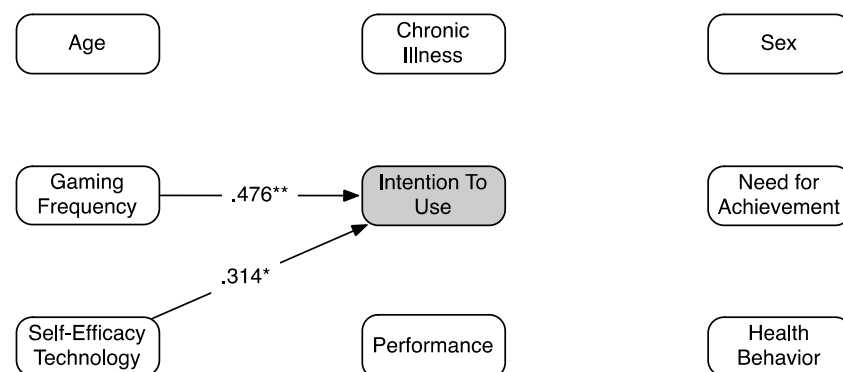 Age
Chronic
Illness
Sex
Gaming
Frequency
.476**
Intention To
Use
Need for
Achievement
.314*
Self-Efficacy
Technology
Performance
Health
Behavior